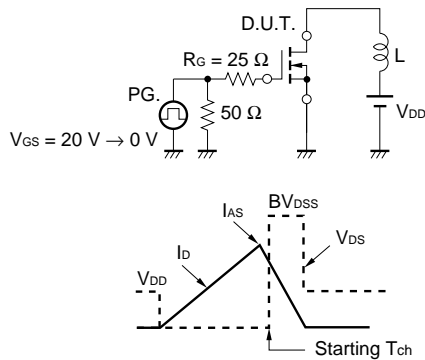 D.U.T.
RG = 25 Ω
L
PG.
50 Ω
VDD
VGS = 20 V → 0 V
BVDSS
IAS
ID
VDS
VDD
Starting Tch